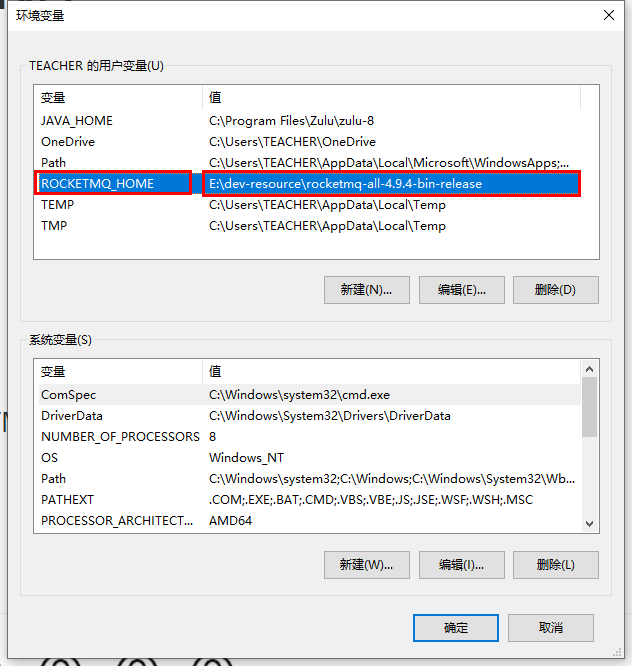 环境变量
TEACHER 的用户变量(U)
变量 值
JAVA_HOME C:\Program Files\Zulu\zulu-8
OneDrive C:\Users\TEACHER\OneDrive
Path C:\Users\TEACHER\AppData\Local\Microsoft\WindowsApps;...
ROCKETMQ_HOME E:\dev-resource\rocketmq-all-4.9.4-bin-release
TEMP C:\Users\TEACHER\AppData\Local\Temp
TMP C:\Users\TEACHER\AppData\Local\Temp
新建(N)... 编辑(E)... 删除(D)
系统变量(S)
变量 值
ComSpec C:\Windows\system32\cmd.exe
DriverData C:\Windows\System32\Drivers\DriverData
NUMBER_OF_PROCESSORS 8
OS Windows_NT
Path C:\Windows\system32;C:\Windows;C:\Windows\System32\Wb...
PATHEXT .COM;.EXE;.BAT;.CMD;.VBS;.VBE;.JS;.JSE;.WSF;.WSH;.MSC
PROCESSOR_ARCHITECT... AMD64
新建(W)... 编辑(I)... 删除(L)
确定 取消